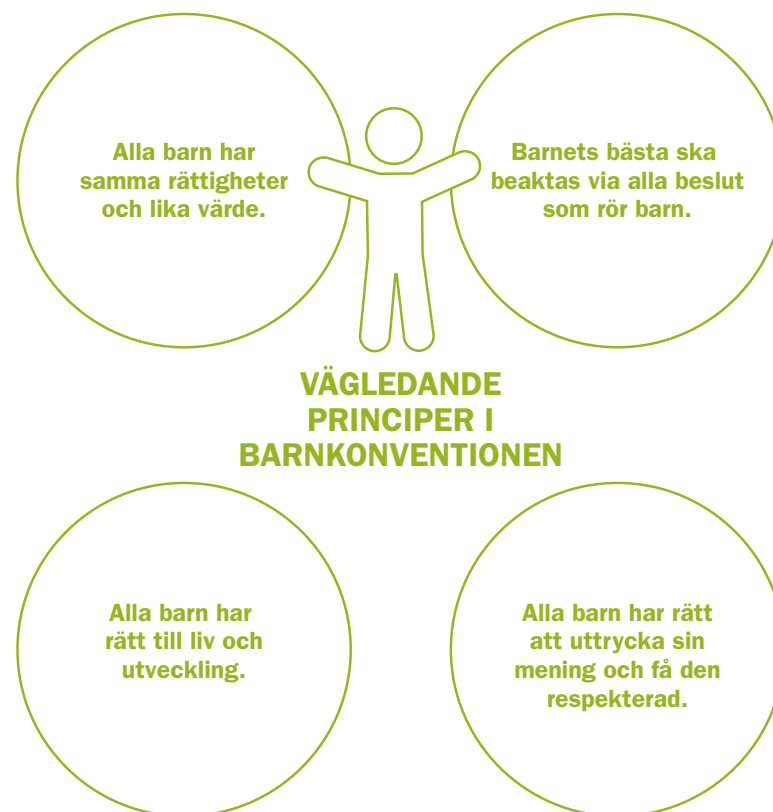 Alla barn har
samma rättigheter
och lika värde.
Barnets bästa ska
beaktas via alla beslut
som rör barn.
VÄGLEDANDE
PRINCIPER I
BARNKONVENTIONEN
Alla barn har
rätt till liv och
utveckling.
Alla barn har rätt
att uttrycka sin
mening och få den
respekterad.